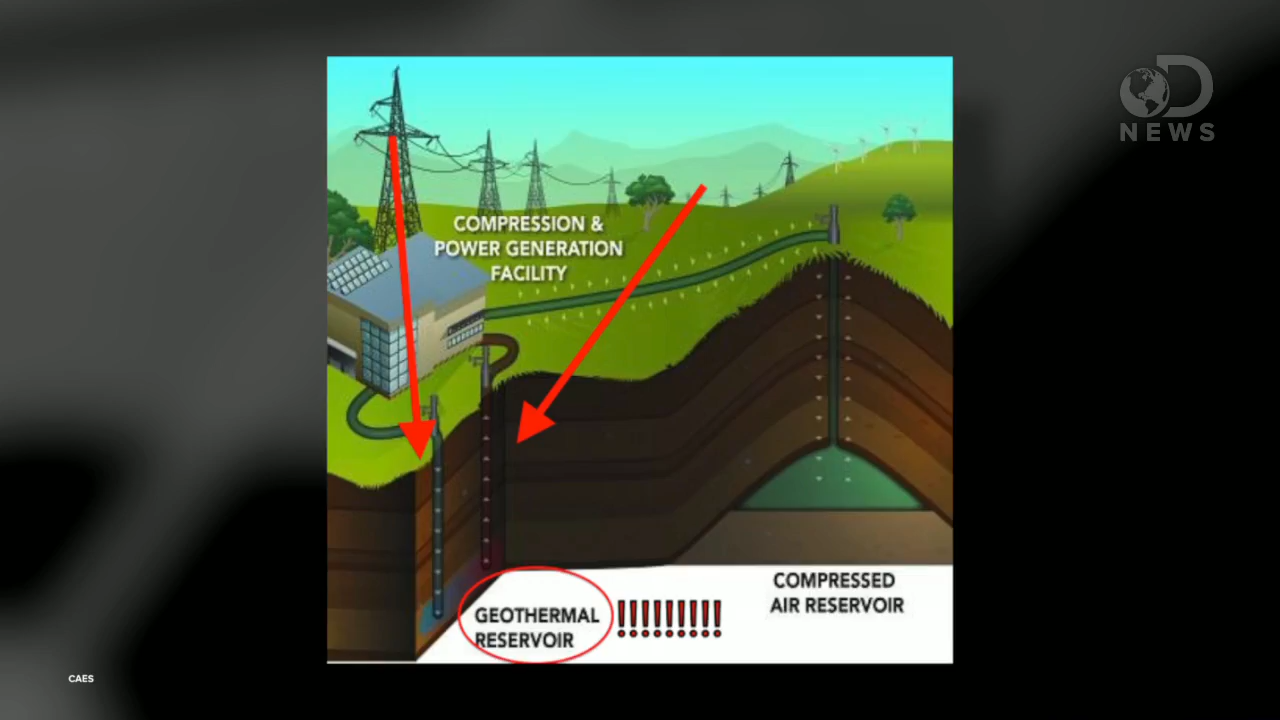 D
NEWS
COMPRESSION &
POWER GENERATION
FACILITY
COMPRESSED
AIR RESERVOIR
GEOTHERMAL
RESERVOIR
!!!!!!!!!
CAES